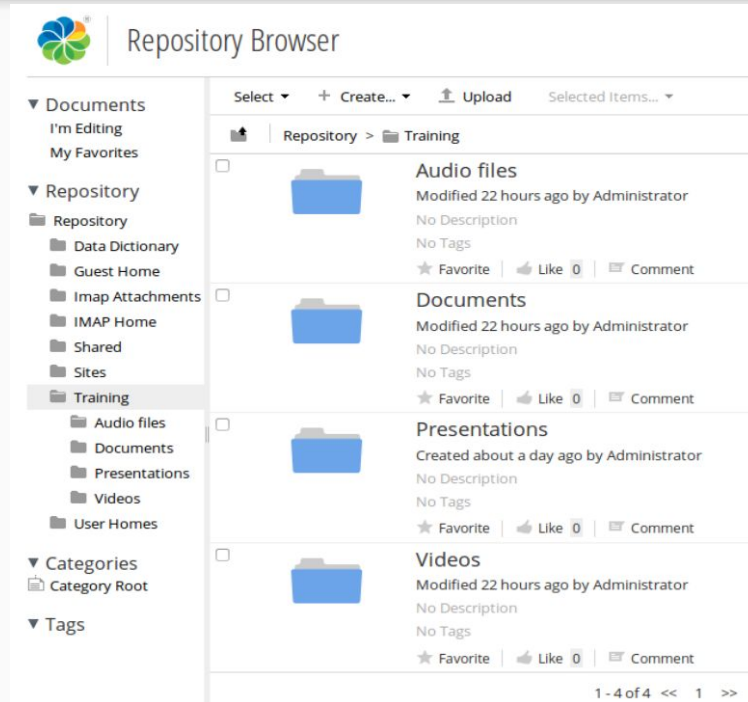 ® Repository Browser
▼ Documents
I'm Editing
My Favorites
▼ Repository
Repository
Data Dictionary
Guest Home
Imap Attachments
IMAP Home
Shared
Sites
Training
Audio files
Documents
Presentations
Videos
User Homes
▼ Categories
Category Root
▼ Tags
Select ▾ + Create... ▾ Upload Selected Items... ▾
Repository > Training
Audio files
Modified 22 hours ago by Administrator
No Description
No Tags
Favorite Like 0 Comment
Documents
Modified 22 hours ago by Administrator
No Description
No Tags
Favorite Like 0 Comment
Presentations
Created about a day ago by Administrator
No Description
No Tags
Favorite Like 0 Comment
Videos
Modified 22 hours ago by Administrator
No Description
No Tags
Favorite Like 0 Comment
1 - 4 of 4 << 1 >>